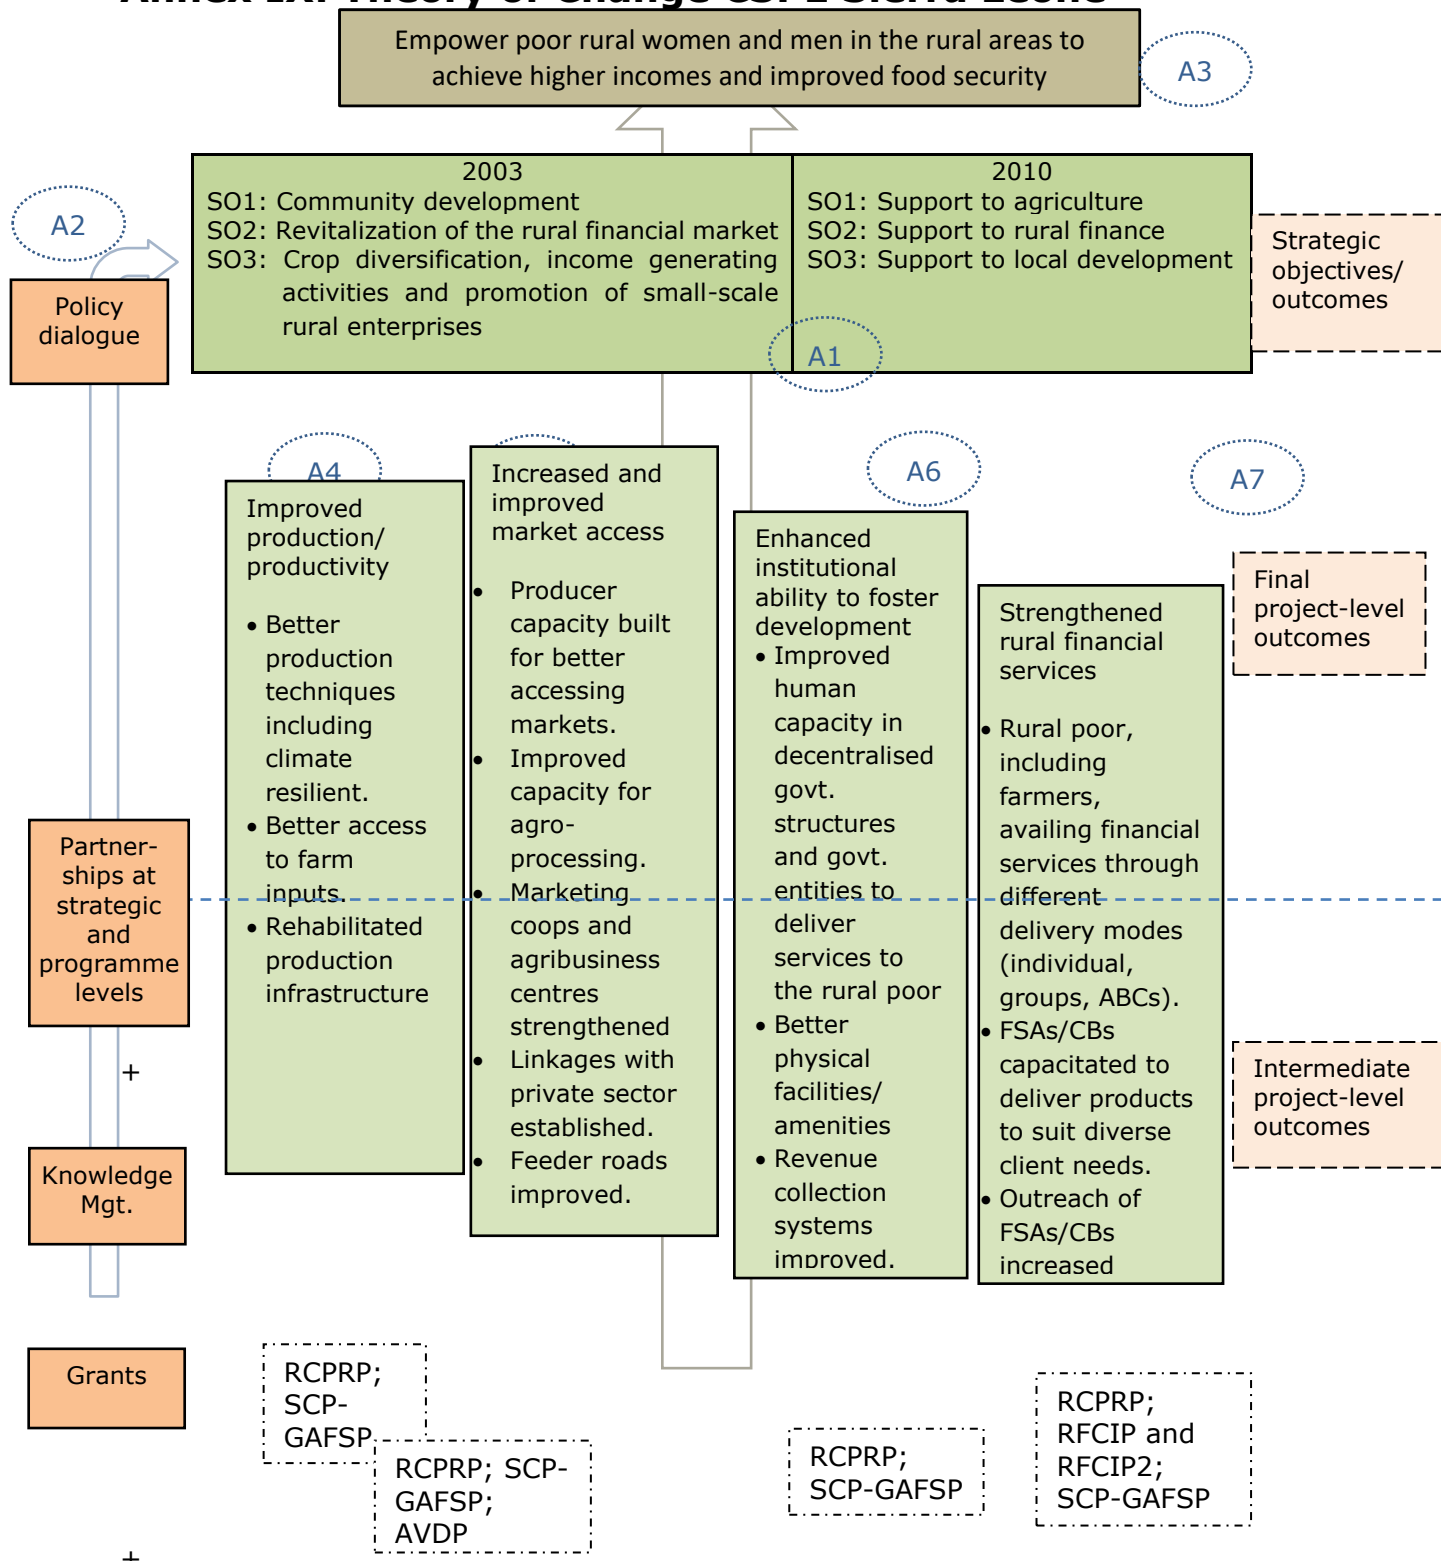 Annex IX: Theory of Change CSPE Sierra Leone
Empower poor rural women and men in the rural areas to
achieve higher incomes and improved food security
A3
A2
2003
SO1: Community development
SO2: Revitalization of the rural financial market
SO3: Crop diversification, income generating
activities and promotion of small-scale
rural enterprises
2010
SO1: Support to agriculture
SO2: Support to rural finance
SO3: Support to local development
A1
Strategic
objectives/
outcomes
Policy
dialogue
A4
A6
A7
Improved
production/
productivity
• Better
production
techniques
including
climate
resilient.
• Better access
to farm
inputs.
• Rehabilitated
production
infrastructure
Increased and
improved
market access
• Producer
capacity built
for better
accessing
markets.
• Improved
capacity for
agro-
processing.
• Marketing
coops and
agribusiness
centres
strengthened
• Linkages with
private sector
established.
• Feeder roads
improved.
Enhanced
institutional
ability to foster
development
• Improved
human
capacity in
decentralised
govt.
structures
and govt.
entities to
deliver
services to
the rural poor
• Better
physical
facilities/
amenities
• Revenue
collection
systems
improved.
Strengthened
rural financial
services
• Rural poor,
including
farmers,
availing financial
services through
different
delivery modes
(individual,
groups, ABCs).
• FSAs/CBs
capacitated to
deliver products
to suit diverse
client needs.
• Outreach of
FSAs/CBs
increased
Final
project-level
outcomes
Intermediate
project-level
outcomes
Partner-
ships at
strategic
and
programme
levels
+
Knowledge
Mgt.
Grants
+
RCPRP;
SCP-
GAFSP
RCPRP; SCP-
GAFSP;
AVDP
RCPRP;
SCP-GAFSP
RCPRP;
RFCIP and
RFCIP2;
SCP-GAFSP